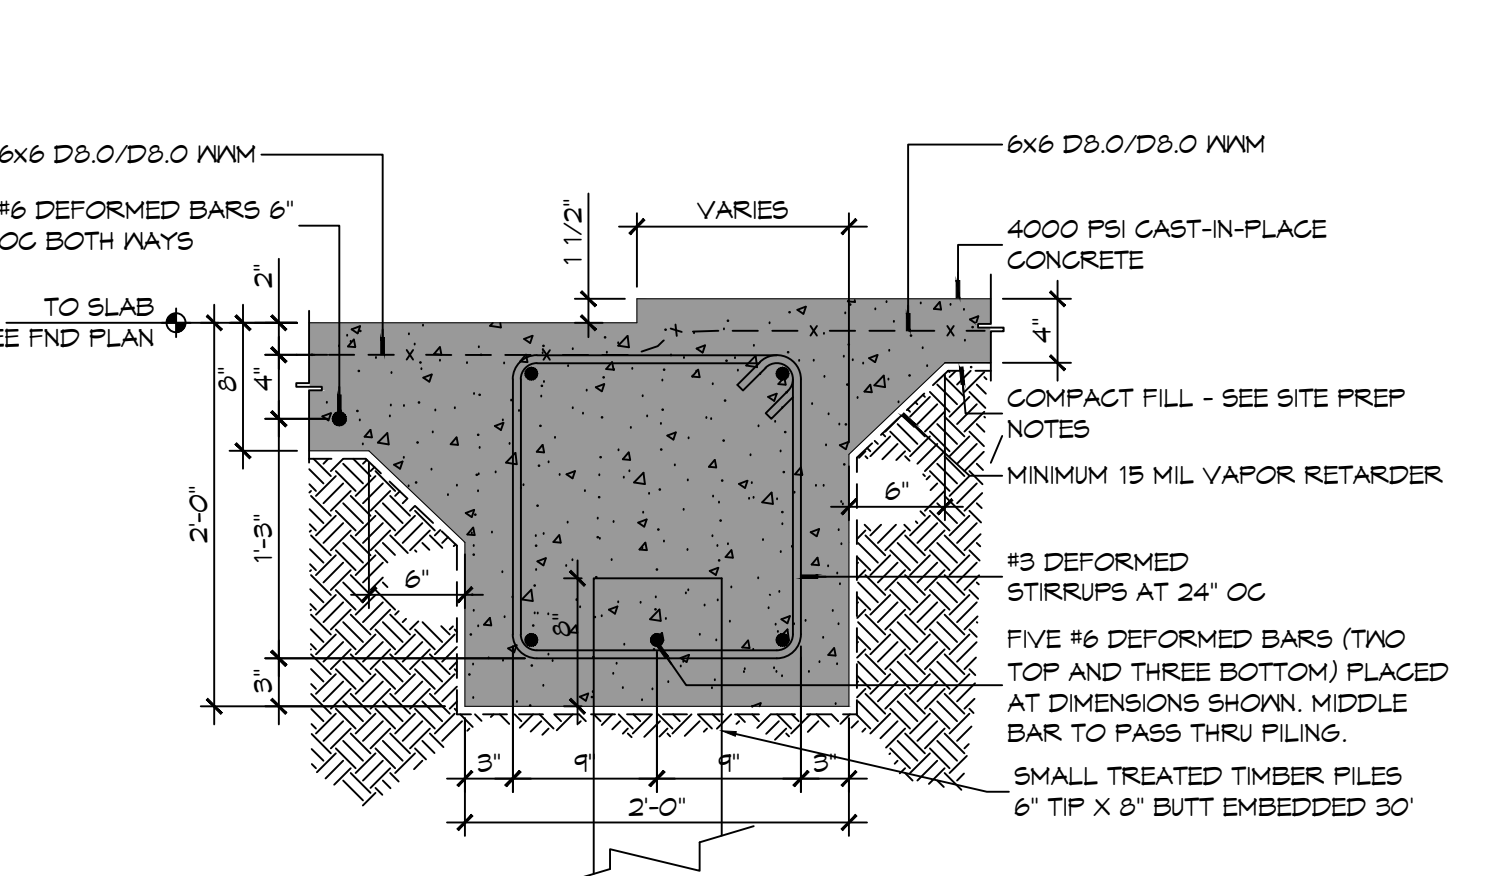 6x6 D8.0/D8.0 WWM
#6 DEFORMED BARS 6"
OC BOTH WAYS
TO SLAB
FND PLAN
2"
8"
4"
2'-0"
1'-3"
3"
6"
1 1/2"
VARIES
x
x
x
x
x
8"
3"
9"
9"
3"
2'-0"
6"
4"
6x6 D8.0/D8.0 WWM
4000 PSI CAST-IN-PLACE
CONCRETE
COMPACT FILL - SEE SITE PREP
NOTES
MINIMUM 15 MIL VAPOR RETARDER
#3 DEFORMED
STIRRUPS AT 24" OC
FIVE #6 DEFORMED BARS (TWO
TOP AND THREE BOTTOM) PLACED
AT DIMENSIONS SHOWN. MIDDLE
BAR TO PASS THRU PILING.
SMALL TREATED TIMBER PILES
6" TIP X 8" BUTT EMBEDDED 30'